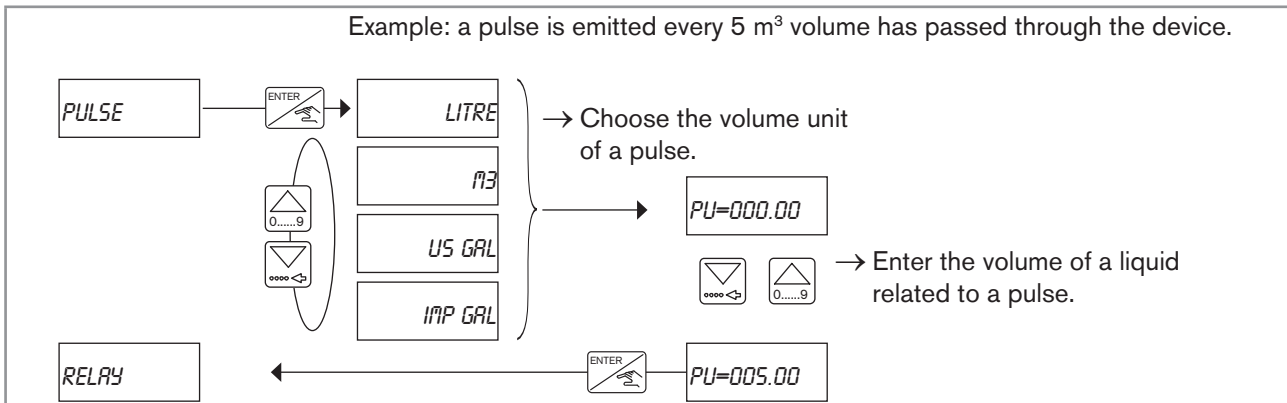 Example: a pulse is emitted every 5 m³ volume has passed through the device.
PULSE
ENTER
LITRE
M3
US GAL
IMP GAL
0......9
→ Choose the volume unit
of a pulse.
PU=000.00
0......9
→ Enter the volume of a liquid
related to a pulse.
RELAY
ENTER
PU=005.00